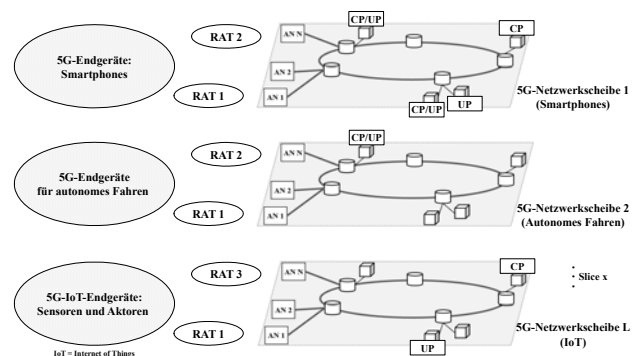 5G-Endgeräte:
Smartphones
RAT 2
RAT 1
AN N
AN 2
AN 1
CP/UP
CP
CP/UP
UP
5G-Netzwerkscheibe 1
(Smartphones)
5G-Endgeräte
für autonomes Fahren
RAT 2
RAT 1
AN N
AN 2
AN 1
CP/UP
5G-Netzwerkscheibe 2
(Autonomes Fahren)
5G-IoT-Endgeräte:
Sensoren und Aktoren
RAT 3
RAT 1
AN N
AN 2
AN 1
CP
UP
• Slice x
5G-Netzwerkscheibe L
(IoT)
IoT = Internet of Things